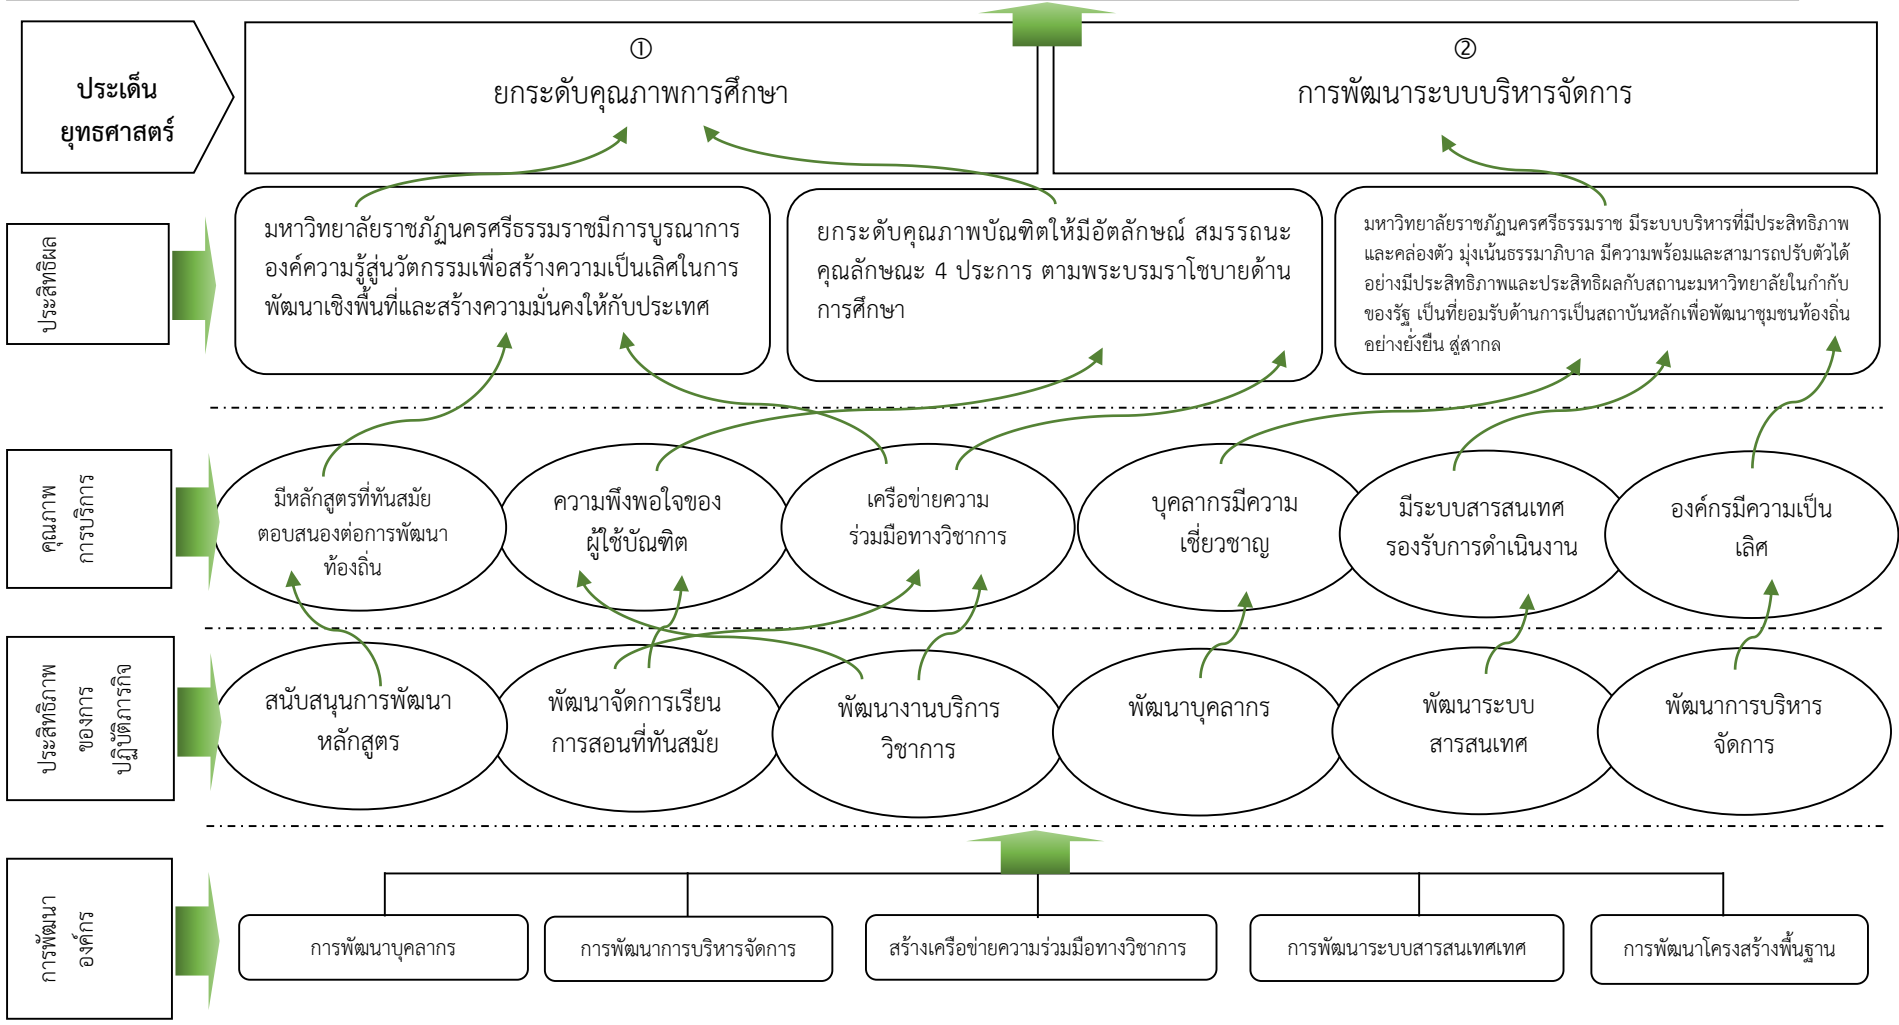 ประเด็น
ยุทธศาสตร์
①
ยกระดับคุณภาพการศึกษา
②
การพัฒนาระบบบริหารจัดการ
ประสิทธิผล
มหาวิทยาลัยราชภัฏนครศรีธรรมราชมีการบูรณาการ
องค์ความรู้สู่นวัตกรรมเพื่อสร้างความเป็นเลิศในการ
พัฒนาเชิงพื้นที่และสร้างความมั่นคงให้กับประเทศ
ยกระดับคุณภาพบัณฑิตให้มีอัตลักษณ์ สมรรถนะ
คุณลักษณะ 4 ประการ ตามพระบรมราโชบายด้าน
การศึกษา
มหาวิทยาลัยราชภัฏนครศรีธรรมราช มีระบบบริหารที่มีประสิทธิภาพ
และคล่องตัว มุ่งเน้นธรรมาภิบาล มีความพร้อมและสามารถปรับตัวได้
อย่างมีประสิทธิภาพและประสิทธิผลกับสถานะมหาวิทยาลัยในกำกับ
ของรัฐ เป็นที่ยอมรับด้านการเป็นสถาบันหลักเพื่อพัฒนาชุมชนท้องถิ่น
อย่างยั่งยืน สู่สากล
คุณภาพ
การบริการ
มีหลักสูตรที่ทันสมัย
ตอบสนองต่อการพัฒนา
ท้องถิ่น
ความพึงพอใจของ
ผู้ใช้บัณฑิต
เครือข่ายความ
ร่วมมือทางวิชาการ
บุคลากรมีความ
เชี่ยวชาญ
มีระบบสารสนเทศ
รองรับการดำเนินงาน
องค์กรมีความเป็น
เลิศ
ประสิทธิภาพ
ของการ
ปฏิบัติภารกิจ
สนับสนุนการพัฒนา
หลักสูตร
พัฒนาจัดการเรียน
การสอนที่ทันสมัย
พัฒนางานบริการ
วิชาการ
พัฒนาบุคลากร
พัฒนาระบบ
สารสนเทศ
พัฒนาการบริหาร
จัดการ
การพัฒนา
องค์กร
การพัฒนาบุคลากร
การพัฒนาการบริหารจัดการ
สร้างเครือข่ายความร่วมมือทางวิชาการ
การพัฒนาระบบสารสนเทศเทศ
การพัฒนาโครงสร้างพื้นฐาน